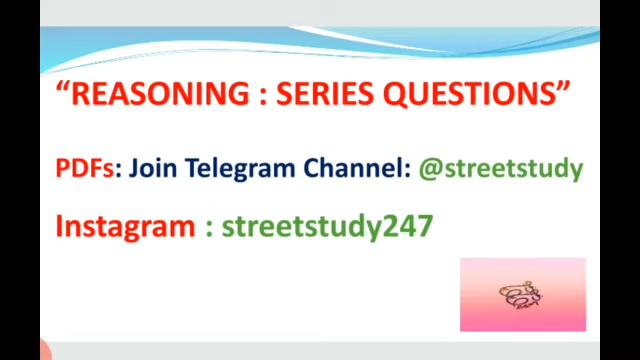 “REASONING : SERIES QUESTIONS”
PDFs: Join Telegram Channel: @streetstudy
Instagram : streetstudy247